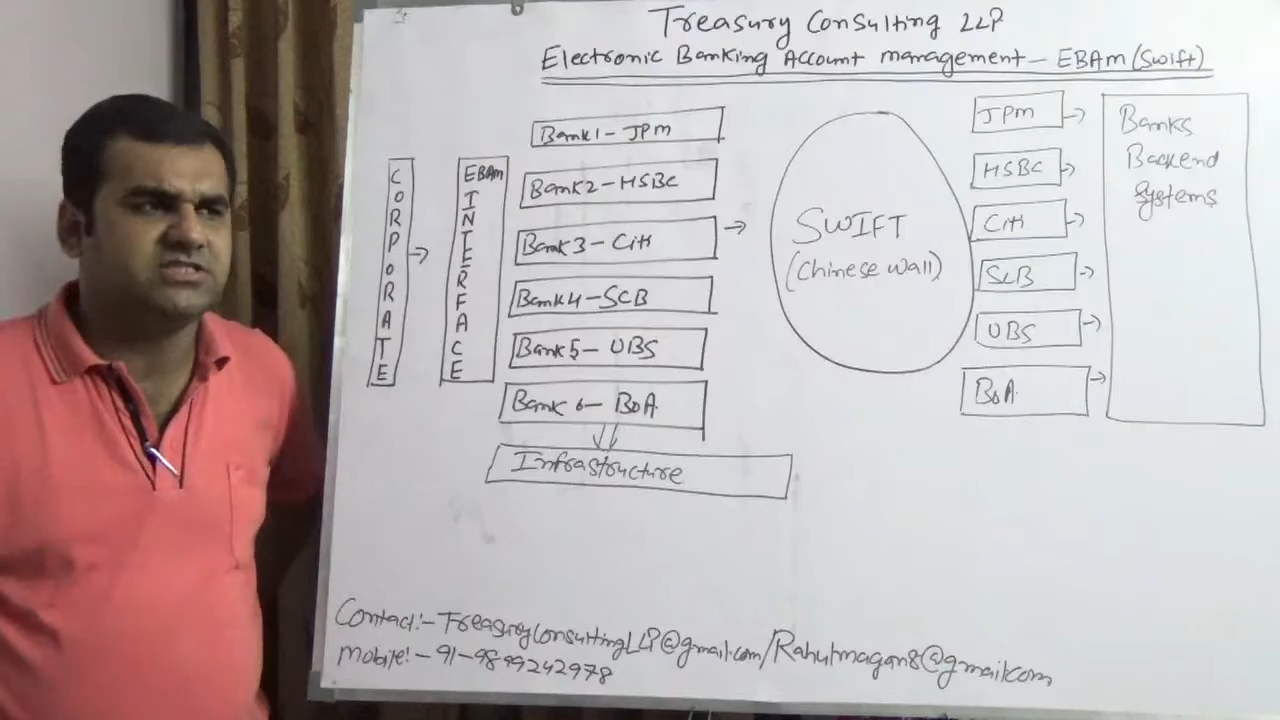 Treasury Consulting LLP
Electronic Banking Account management - EBAm (Swift)
CORPORATE
EBAm INTERFACE
Bank1 - JPm
Bank2 - HSBC
Bank3 - Citi
Bank4 - SCB
Bank5 - UBS
Bank 6 - BoA
Infrastructure
SWIFT
(Chinese wall)
JPm
HSBC
Citi
SCB
UBS
BoA
Banks
Backend
Systems
Contact:- TreasuryConsultingLLP@gmail.com/Rahulmagan8@gmail.com
Mobile:- 91-9899242978